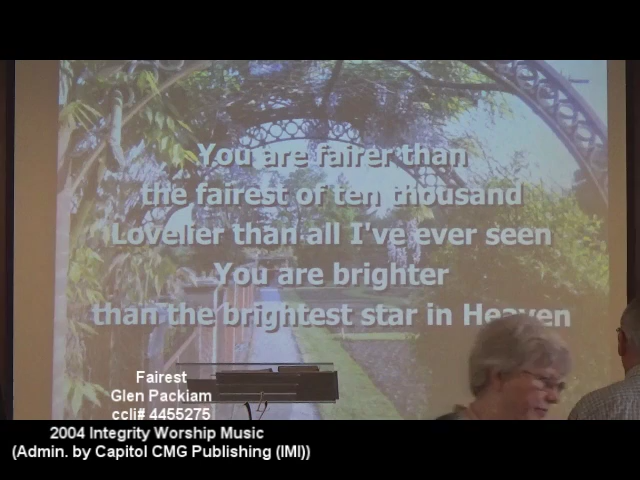 You are fairer than
the fairest of ten thousand
Lovelier than all I've ever seen
You are brighter
than the brightest star in Heaven
Fairest
Glen Packiam
ccli# 4455275
2004 Integrity Worship Music
(Admin. by Capitol CMG Publishing (IMI))